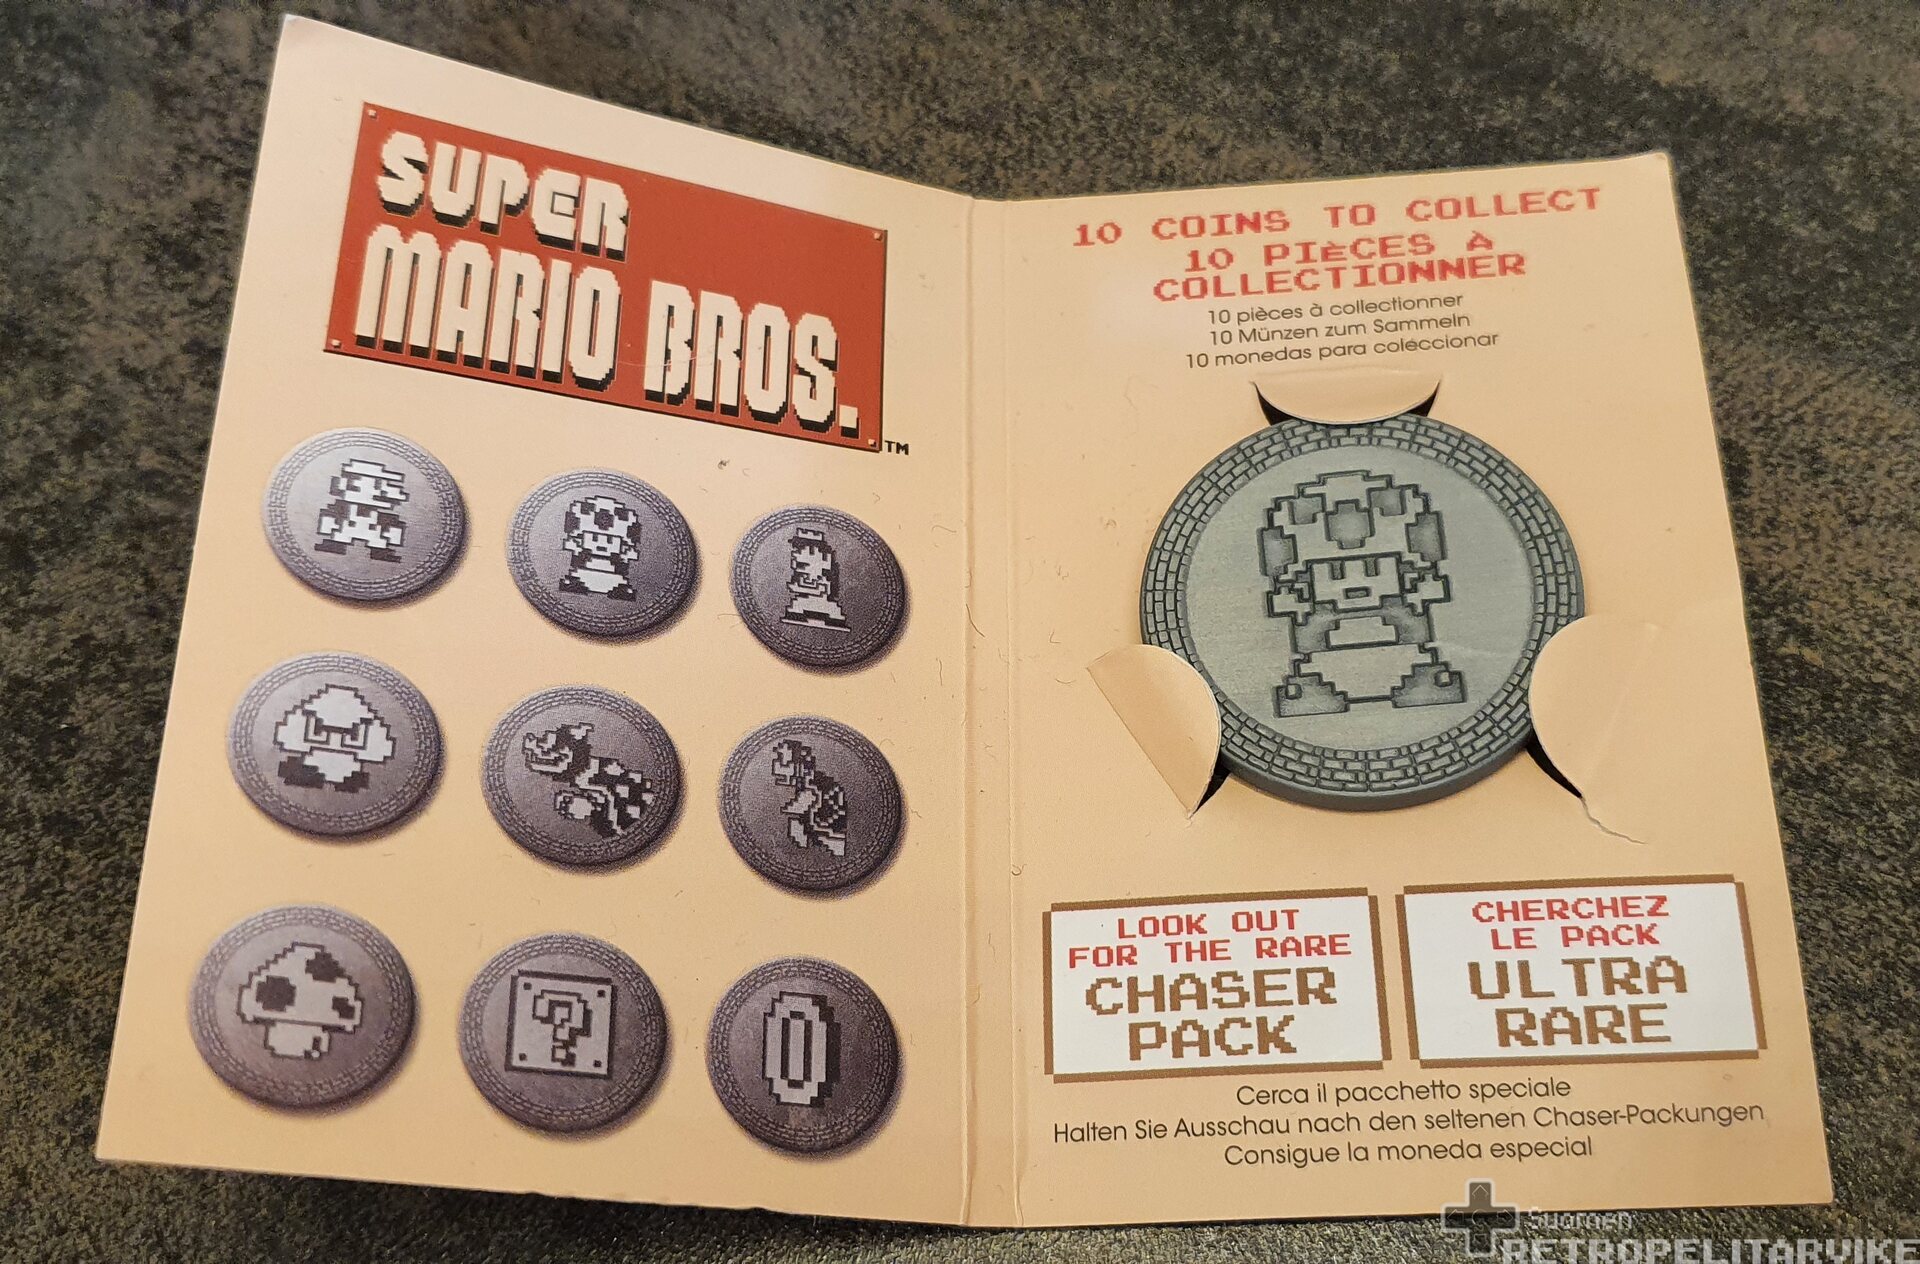 SUPER
MARIO BROS.
TM
10 COINS TO COLLECT
10 PIÈCES À
COLLECTIONNER
10 pièces à collectionner
10 Münzen zum Sammeln
10 monedas para coleccionar
?
LOOK OUT
FOR THE RARE
CHASER
PACK
CHERCHEZ
LE PACK
ULTRA
RARE
Cerca il pacchetto speciale
Halten Sie Ausschau nach den seltenen Chaser-Packungen
Consigue la moneda especial
Suomen
RETROPELITARVIKE